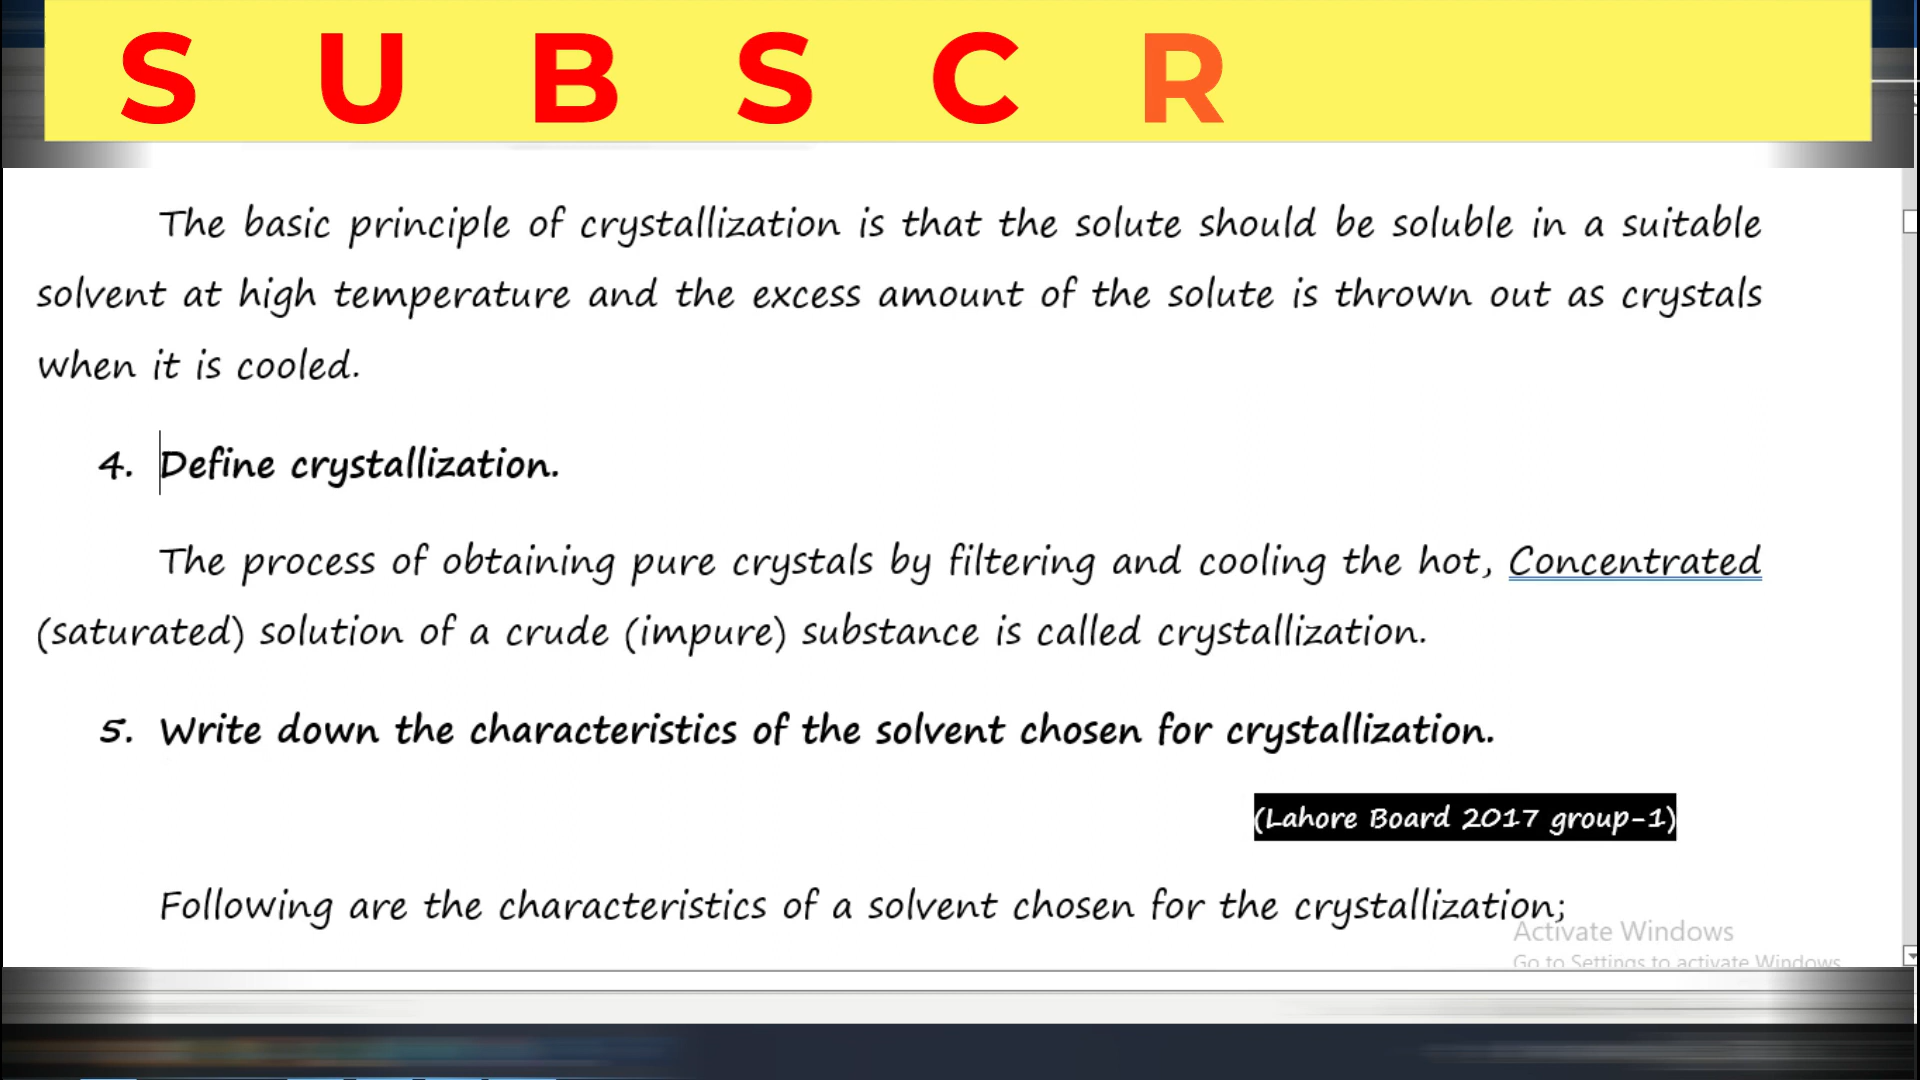 S U B S C R
The basic principle of crystallization is that the solute should be soluble in a suitable
solvent at high temperature and the excess amount of the solute is thrown out as crystals
when it is cooled.
4. Define crystallization.
The process of obtaining pure crystals by filtering and cooling the hot, Concentrated
(saturated) solution of a crude (impure) substance is called crystallization.
5. Write down the characteristics of the solvent chosen for crystallization.
(Lahore Board 2017 group-1)
Following are the characteristics of a solvent chosen for the crystallization;
Activate Windows
Go to Settings to activate Windows.